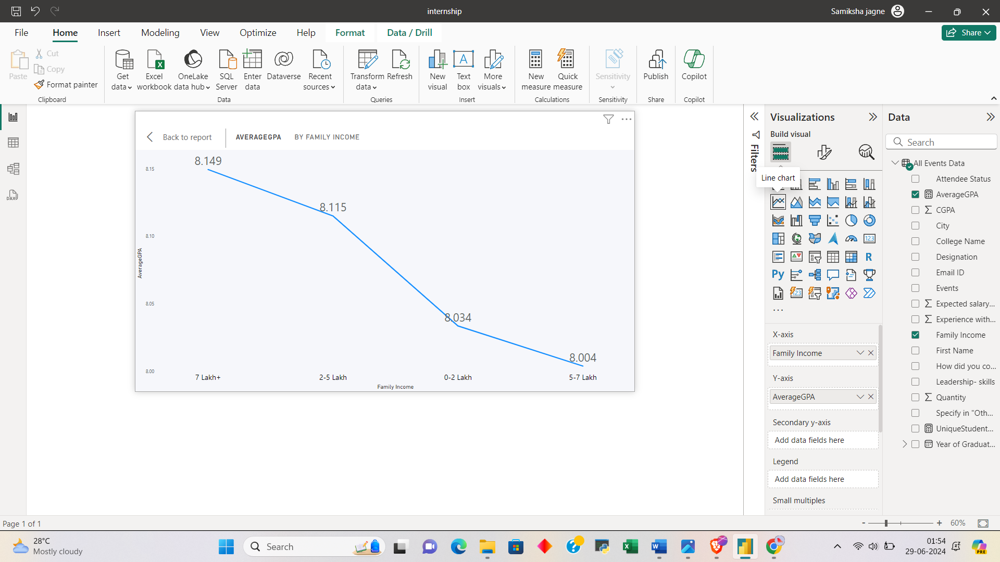 internship
Samiksha jagne
File Home Insert Modeling View Optimize Help Format Data / Drill
Share
Paste
Cut
Copy
Format painter
Clipboard
Get data
Excel workbook
OneLake data hub
SQL Server
Enter data
Dataverse
Recent sources
Data
Transform data
Refresh
Queries
New visual
Text box
More visuals
Insert
New measure
Quick measure
Calculations
Sensitivity
Sensitivity
Publish
Share
Copilot
Copilot
DAX
Back to report
AVERAGEGPA
BY FAMILY INCOME
8.15
8.10
8.05
8.00
AverageGPA
8.149
8.115
8.034
8.004
7 Lakh+
2-5 Lakh
0-2 Lakh
5-7 Lakh
Family Income
Filters
Visualizations
Build visual
Line chart
123
R
Py
123
X-axis
Family Income
Y-axis
AverageGPA
Secondary y-axis
Add data fields here
Legend
Add data fields here
Small multiples
Data
Search
All Events Data
Attendee Status
AverageGPA
CGPA
City
College Name
Designation
Email ID
Events
Expected salary...
Experience with...
Family Income
First Name
How did you co...
Leadership- skills
Quantity
Specify in "Oth...
UniqueStudent...
Year of Graduat...
Page 1 of 1
- + 60%
28°C
Mostly cloudy
Search
01:54
29-06-2024
PRE